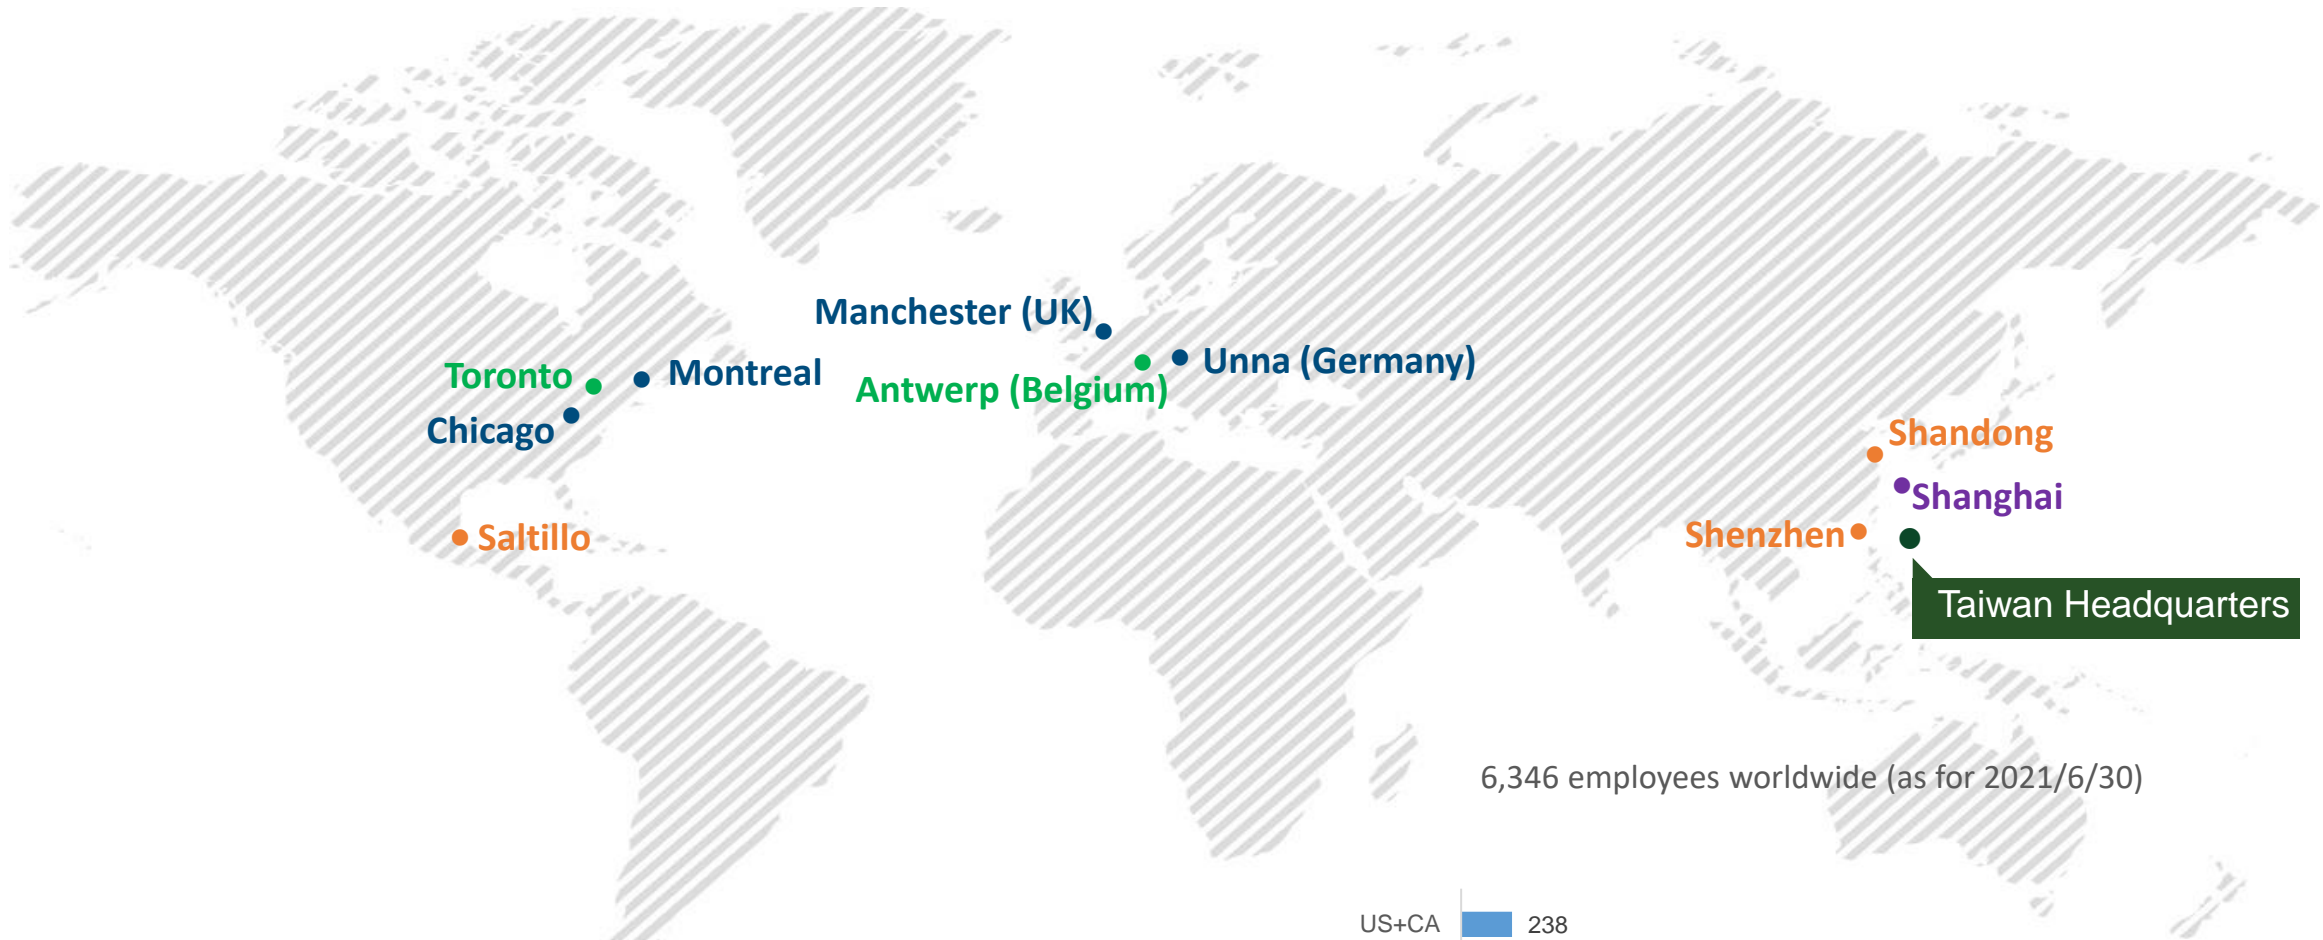 Manchester (UK)
Unna (Germany)
Toronto
Montreal
Antwerp (Belgium)
Chicago
Shandong
Shanghai
Saltillo
Shenzhen
Taiwan Headquarters
6,346 employees worldwide (as for 2021/6/30)
US+CA 238